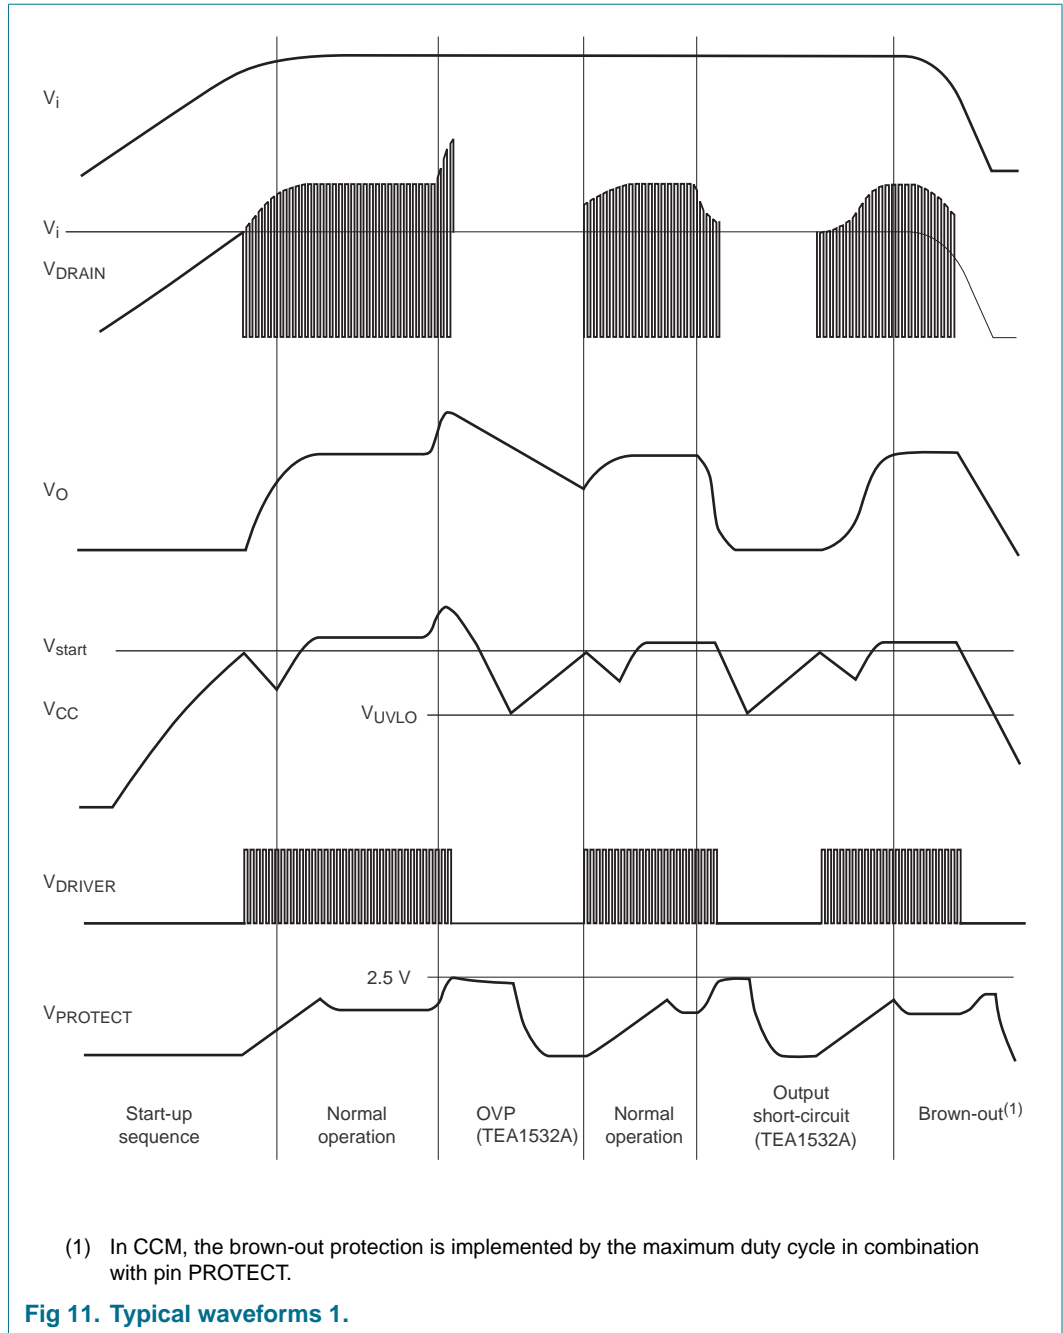 Vi
Vi
VDRAIN
VO
Vstart
VCC
VUVLO
VDRIVER
2.5 V
VPROTECT
Start-up
sequence
Normal
operation
OVP
(TEA1532A)
Normal
operation
Output
short-circuit
(TEA1532A)
Brown-out(1)
(1) In CCM, the brown-out protection is implemented by the maximum duty cycle in combination
with pin PROTECT.
Fig 11. Typical waveforms 1.